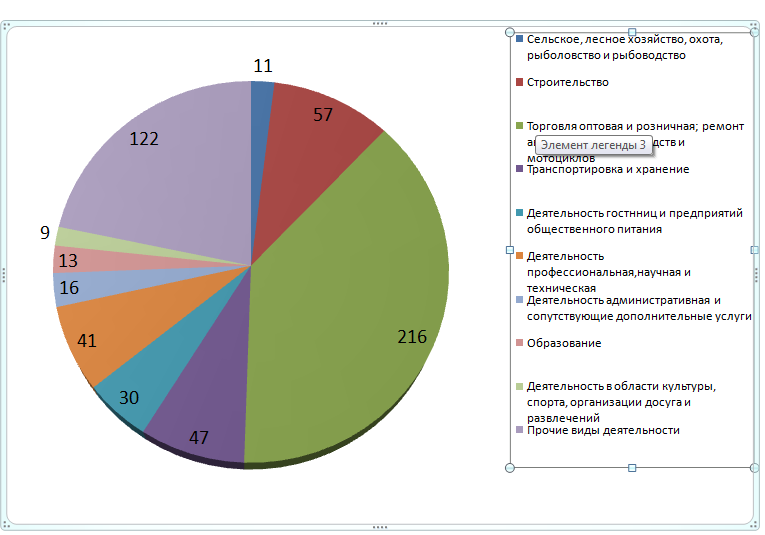 11
57
122
9
13
16
216
41
30
47
Сельское, лесное хозяйство, охота,
рыболовство и рыбоводство
Строительство
Торговля оптовая и розничная; ремонт
Элемент легенды 3
и
мотоциклов
Транспортировка и хранение
Деятельность гостнниц и предприятий
общественного питания
Деятельность
профессиональная,научная и
техническая
Деятельность административная и
сопутствующие дополнительные услуги
Образование
Деятельность в области культуры,
спорта, организации досуга и
развлечений
Прочие виды деятельности